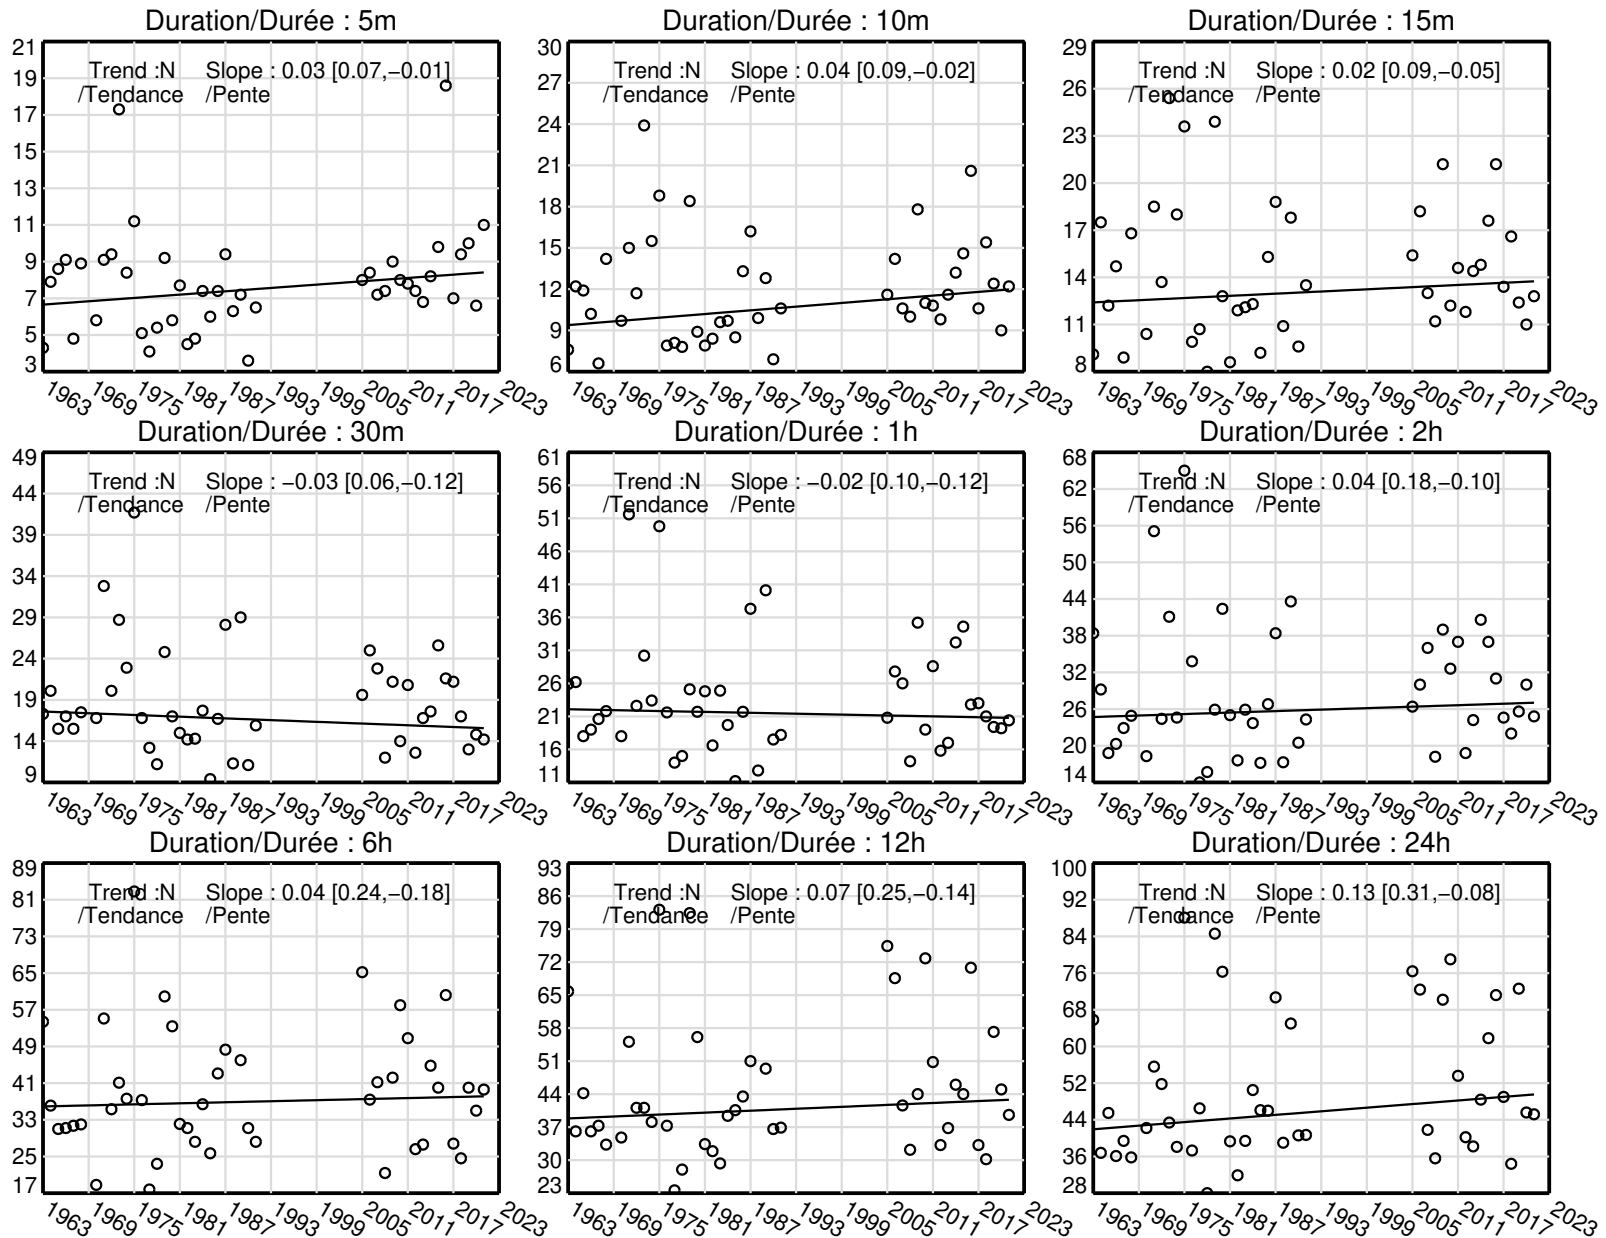 Duration/Durée : 5m
21
19
17
15
13
11
9
7
5
3
Trend :N Slope : 0.03 [0.07,−0.01]
/Tendance /Pente
1963 1969 1975 1981 1987 1993 1999 2005 2011 2017 2023
Duration/Durée : 10m
30
27
24
21
18
15
12
9
6
Trend :N Slope : 0.04 [0.09,−0.02]
/Tendance /Pente
1963 1969 1975 1981 1987 1993 1999 2005 2011 2017 2023
Duration/Durée : 15m
29
26
23
20
17
14
11
8
Trend :N Slope : 0.02 [0.09,−0.05]
/Tendance /Pente
1963 1969 1975 1981 1987 1993 1999 2005 2011 2017 2023
Duration/Durée : 30m
49
44
39
34
29
24
19
14
9
Trend :N Slope : −0.03 [0.06,−0.12]
/Tendance /Pente
1963 1969 1975 1981 1987 1993 1999 2005 2011 2017 2023
Duration/Durée : 1h
61
56
51
46
41
36
31
26
21
16
11
Trend :N Slope : −0.02 [0.10,−0.12]
/Tendance /Pente
1963 1969 1975 1981 1987 1993 1999 2005 2011 2017 2023
Duration/Durée : 2h
68
62
56
50
44
38
32
26
20
14
Trend :N Slope : 0.04 [0.18,−0.10]
/Tendance /Pente
1963 1969 1975 1981 1987 1993 1999 2005 2011 2017 2023
Duration/Durée : 6h
89
81
73
65
57
49
41
33
25
17
Trend :N Slope : 0.04 [0.24,−0.18]
/Tendance /Pente
1963 1969 1975 1981 1987 1993 1999 2005 2011 2017 2023
Duration/Durée : 12h
93
86
79
72
65
58
51
44
37
30
23
Trend :N Slope : 0.07 [0.25,−0.14]
/Tendance /Pente
1963 1969 1975 1981 1987 1993 1999 2005 2011 2017 2023
Duration/Durée : 24h
100
92
84
76
68
60
52
44
36
28
Trend :N Slope : 0.13 [0.31,−0.08]
/Tendance /Pente
1963 1969 1975 1981 1987 1993 1999 2005 2011 2017 2023